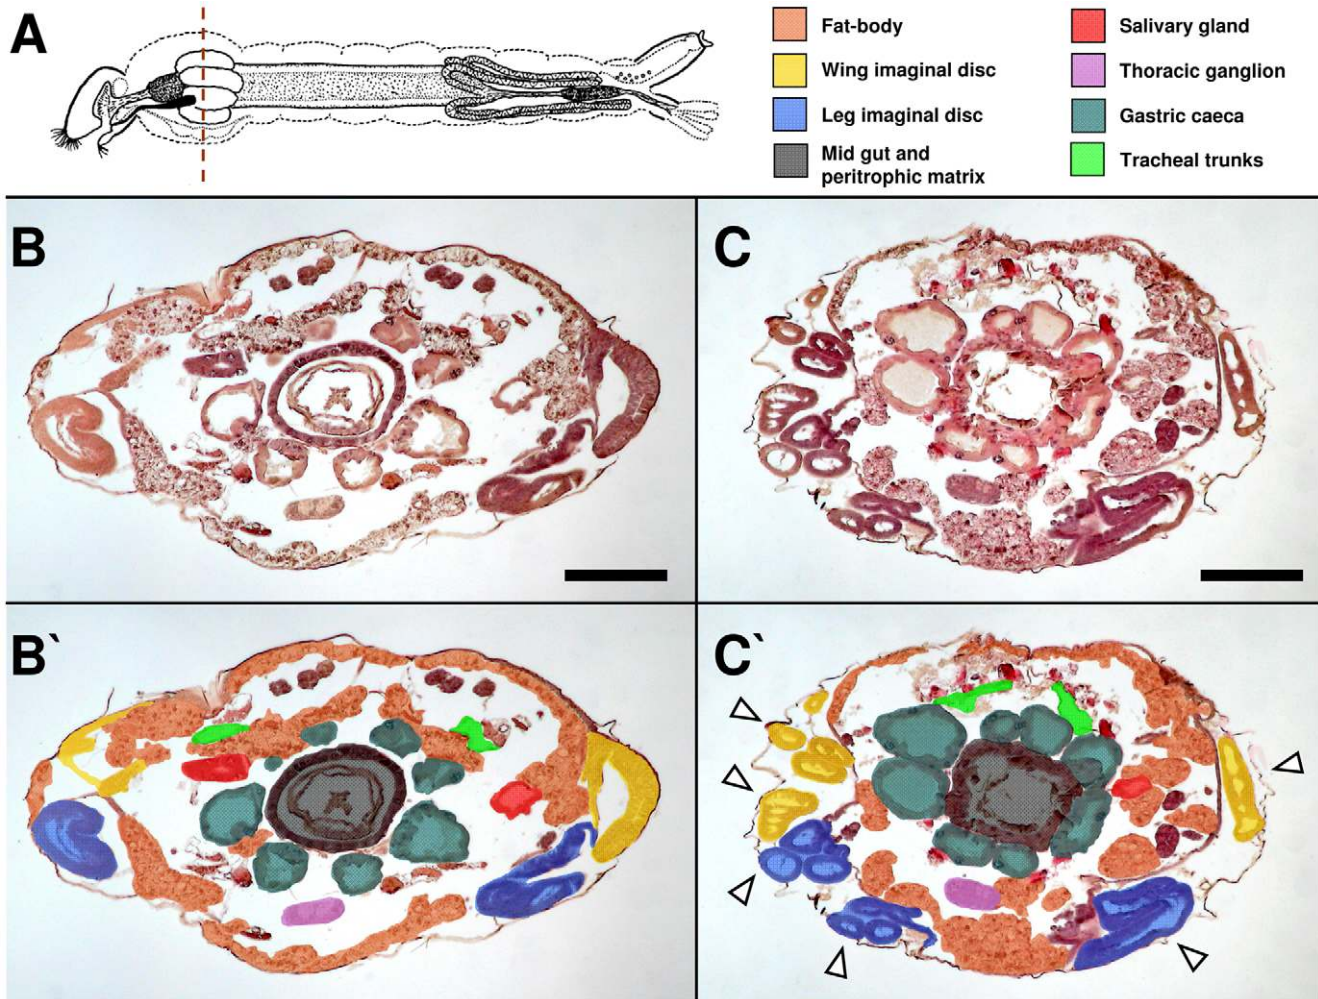 A
Fat-body
Wing imaginal disc
Leg imaginal disc
Mid gut and
peritrophic matrix
Salivary gland
Thoracic ganglion
Gastric caeca
Tracheal trunks
B
C
B`
C`